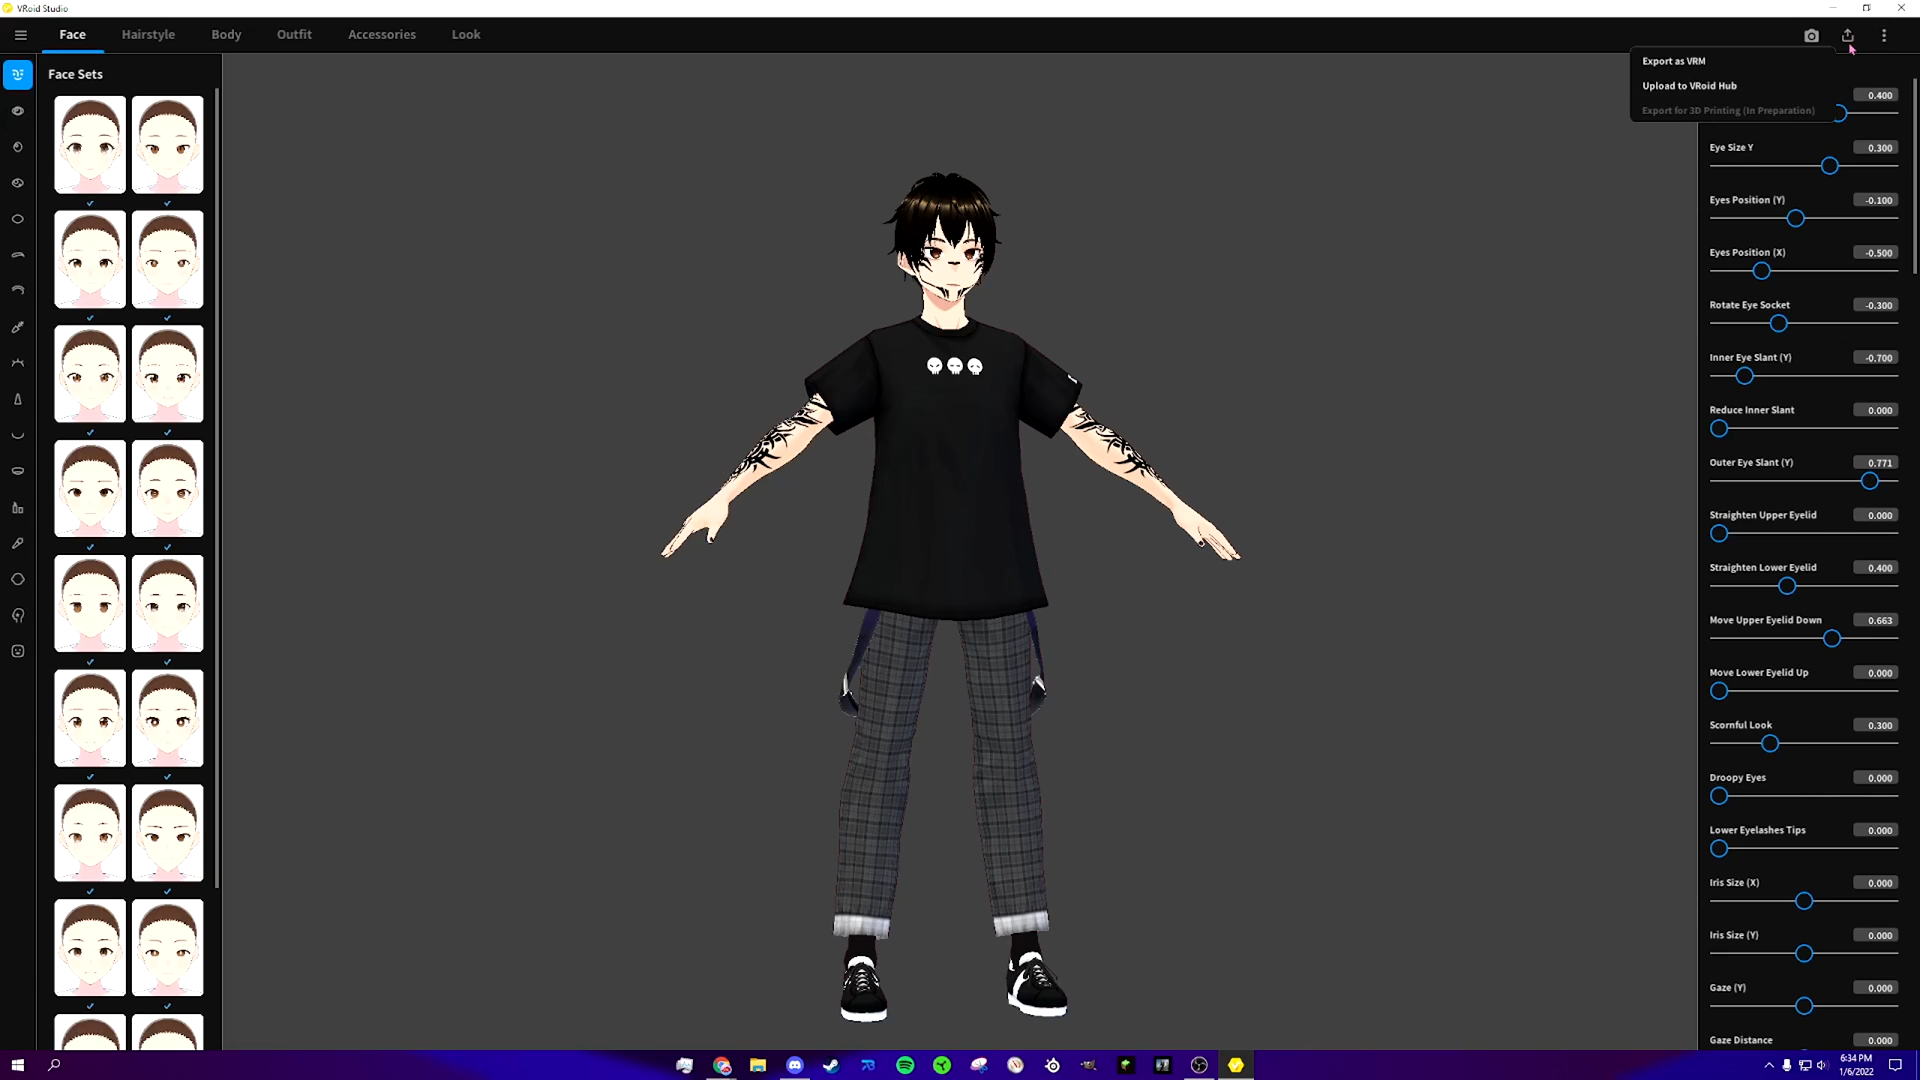 VRoid Studio
Face
Hairstyle
Body
Outfit
Accessories
Look
Face Sets
Export as VRM
Upload to VRoid Hub
Export for 3D Printing (In Preparation)
0.400
Eye Size Y
0.300
Eyes Position (Y)
-0.100
Eyes Position (X)
-0.500
Rotate Eye Socket
-0.300
Inner Eye Slant (Y)
-0.700
Reduce Inner Slant
0.000
Outer Eye Slant (Y)
0.771
Straighten Upper Eyelid
0.000
Straighten Lower Eyelid
0.400
Move Upper Eyelid Down
0.663
Move Lower Eyelid Up
0.000
Scornful Look
0.300
Droopy Eyes
0.000
Lower Eyelashes Tips
0.000
Iris Size (X)
0.000
Iris Size (Y)
0.000
Gaze (Y)
0.000
Gaze Distance
0.000
6:34 PM
1/6/2022